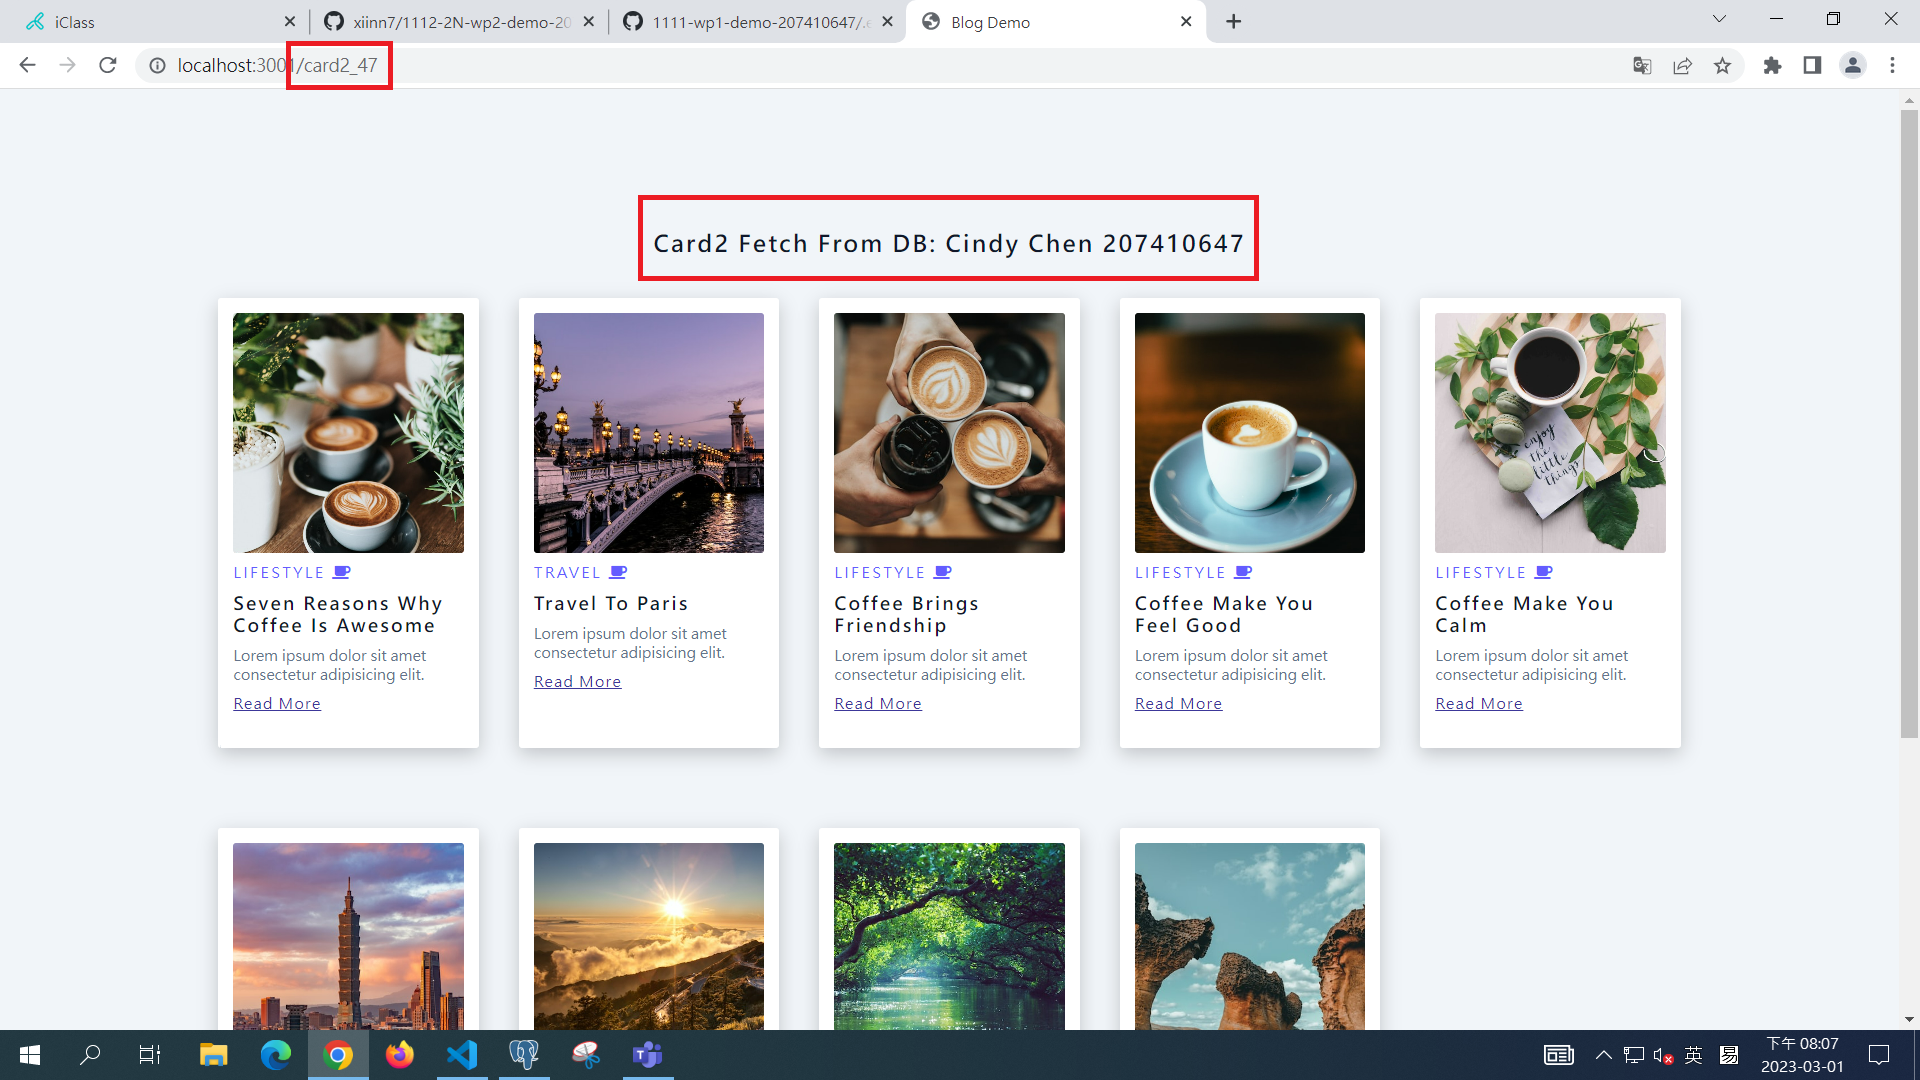 iClass
xiinn7/1112-2N-wp2-demo-20
1111-wp1-demo-207410647/.e
Blog Demo
localhost:3001/card2_47
Card2 Fetch From DB: Cindy Chen 207410647
LIFESTYLE
Seven Reasons Why
Coffee Is Awesome
Lorem ipsum dolor sit amet
consectetur adipisicing elit.
Read More
TRAVEL
Travel To Paris
Lorem ipsum dolor sit amet
consectetur adipisicing elit.
Read More
LIFESTYLE
Coffee Brings
Friendship
Lorem ipsum dolor sit amet
consectetur adipisicing elit.
Read More
LIFESTYLE
Coffee Make You
Feel Good
Lorem ipsum dolor sit amet
consectetur adipisicing elit.
Read More
enjoy
the
little
things
LIFESTYLE
Coffee Make You
Calm
Lorem ipsum dolor sit amet
consectetur adipisicing elit.
Read More
英
易
下午 08:07
2023-03-01